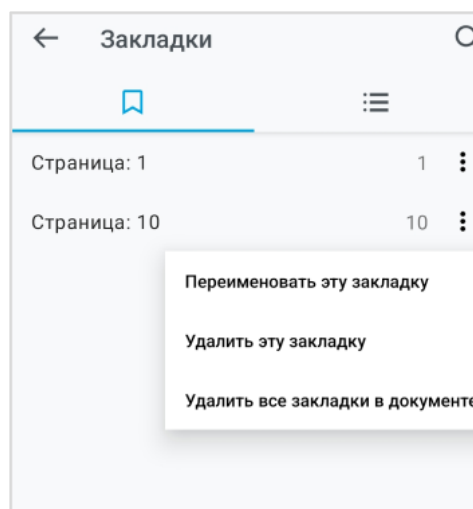 Закладки
Страница: 1 1
Страница: 10 10
Переименовать эту закладку
Удалить эту закладку
Удалить все закладки в документе